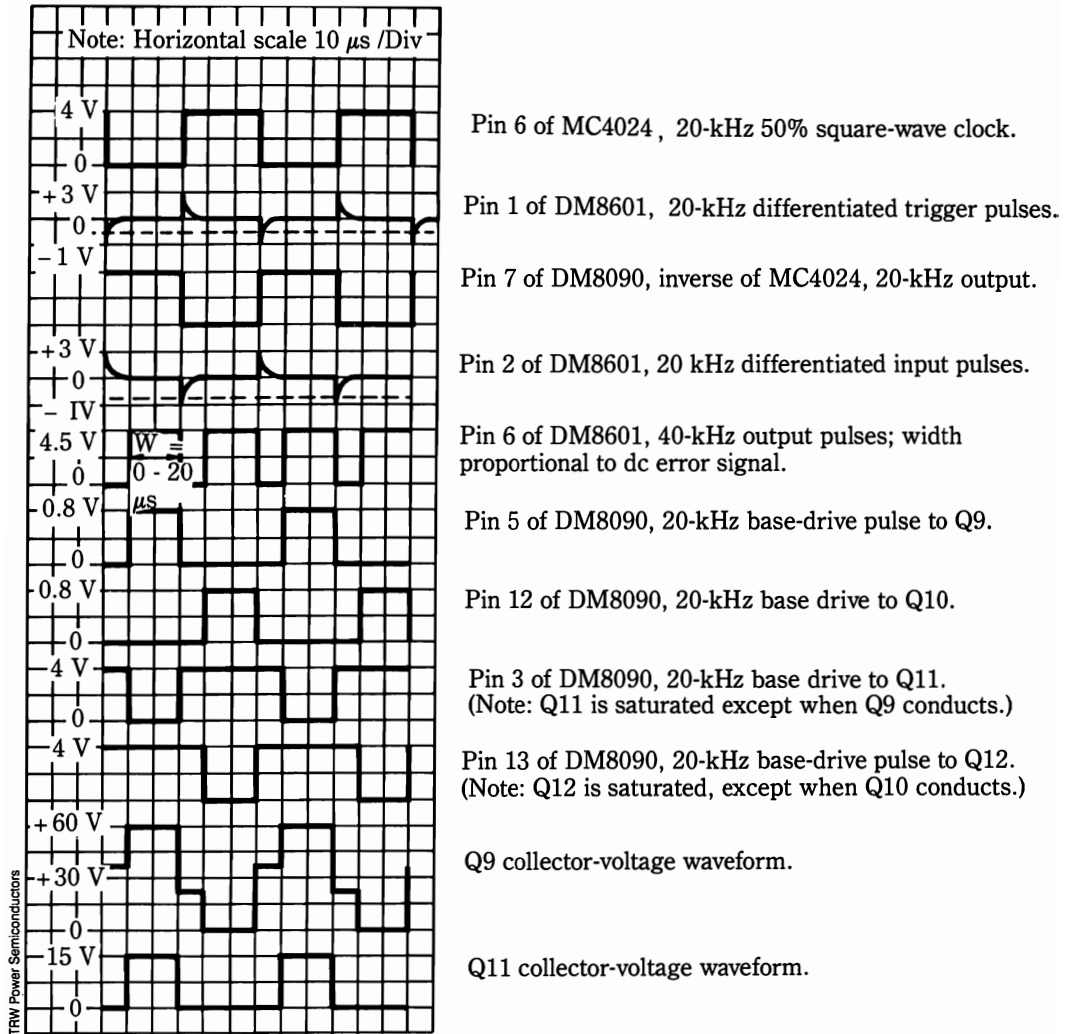 Note: Horizontal scale 10 µs /Div
4 V
0
Pin 6 of MC4024 , 20-kHz 50% square-wave clock.
+3 V
0
− 1 V
Pin 1 of DM8601, 20-kHz differentiated trigger pulses.
Pin 7 of DM8090, inverse of MC4024, 20-kHz output.
+3 V
0
− IV
Pin 2 of DM8601, 20 kHz differentiated input pulses.
4.5 V
0
W =
0 - 20
µs
Pin 6 of DM8601, 40-kHz output pulses; width
proportional to dc error signal.
0.8 V
0
Pin 5 of DM8090, 20-kHz base-drive pulse to Q9.
0.8 V
0
Pin 12 of DM8090, 20-kHz base drive to Q10.
4 V
0
Pin 3 of DM8090, 20-kHz base drive to Q11.
(Note: Q11 is saturated except when Q9 conducts.)
4 V
Pin 13 of DM8090, 20-kHz base-drive pulse to Q12.
(Note: Q12 is saturated, except when Q10 conducts.)
+60 V
+30 V
0
Q9 collector-voltage waveform.
15 V
0
Q11 collector-voltage waveform.
TRW Power Semiconductors